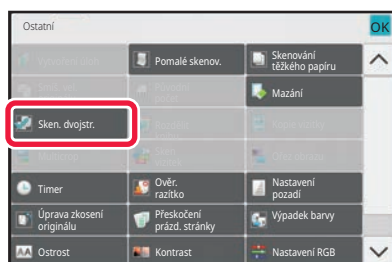 Ostatní
OK
Pomalé skenov.
Skenování
těžkého papíru
Mazání
Sken. dvojstr.
Timer
Ověr.
razítko
Nastavení
pozadí
Úprava zkosení
originálu
Přeskočení
prázd. stránky
Výpadek barvy
Ostrost
Kontrast
Nastavení RGB